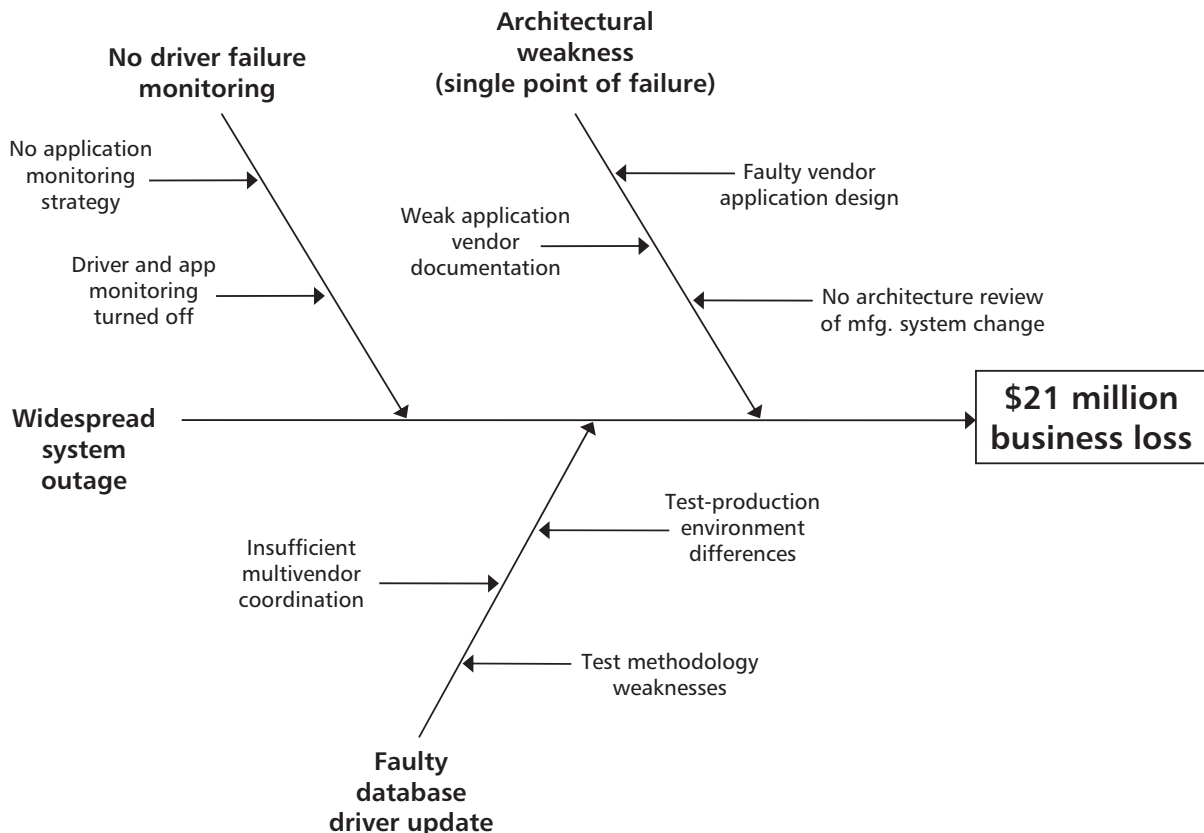 No driver failure
monitoring
Architectural
weakness
(single point of failure)
No application
monitoring
strategy
Driver and app
monitoring
turned off
Weak application
vendor
documentation
Faulty vendor
application design
No architecture review
of mfg. system change
Widespread
system
outage
$21 million
business loss
Insufficient
multivendor
coordination
Test-production
environment
differences
Test methodology
weaknesses
Faulty
database
driver update